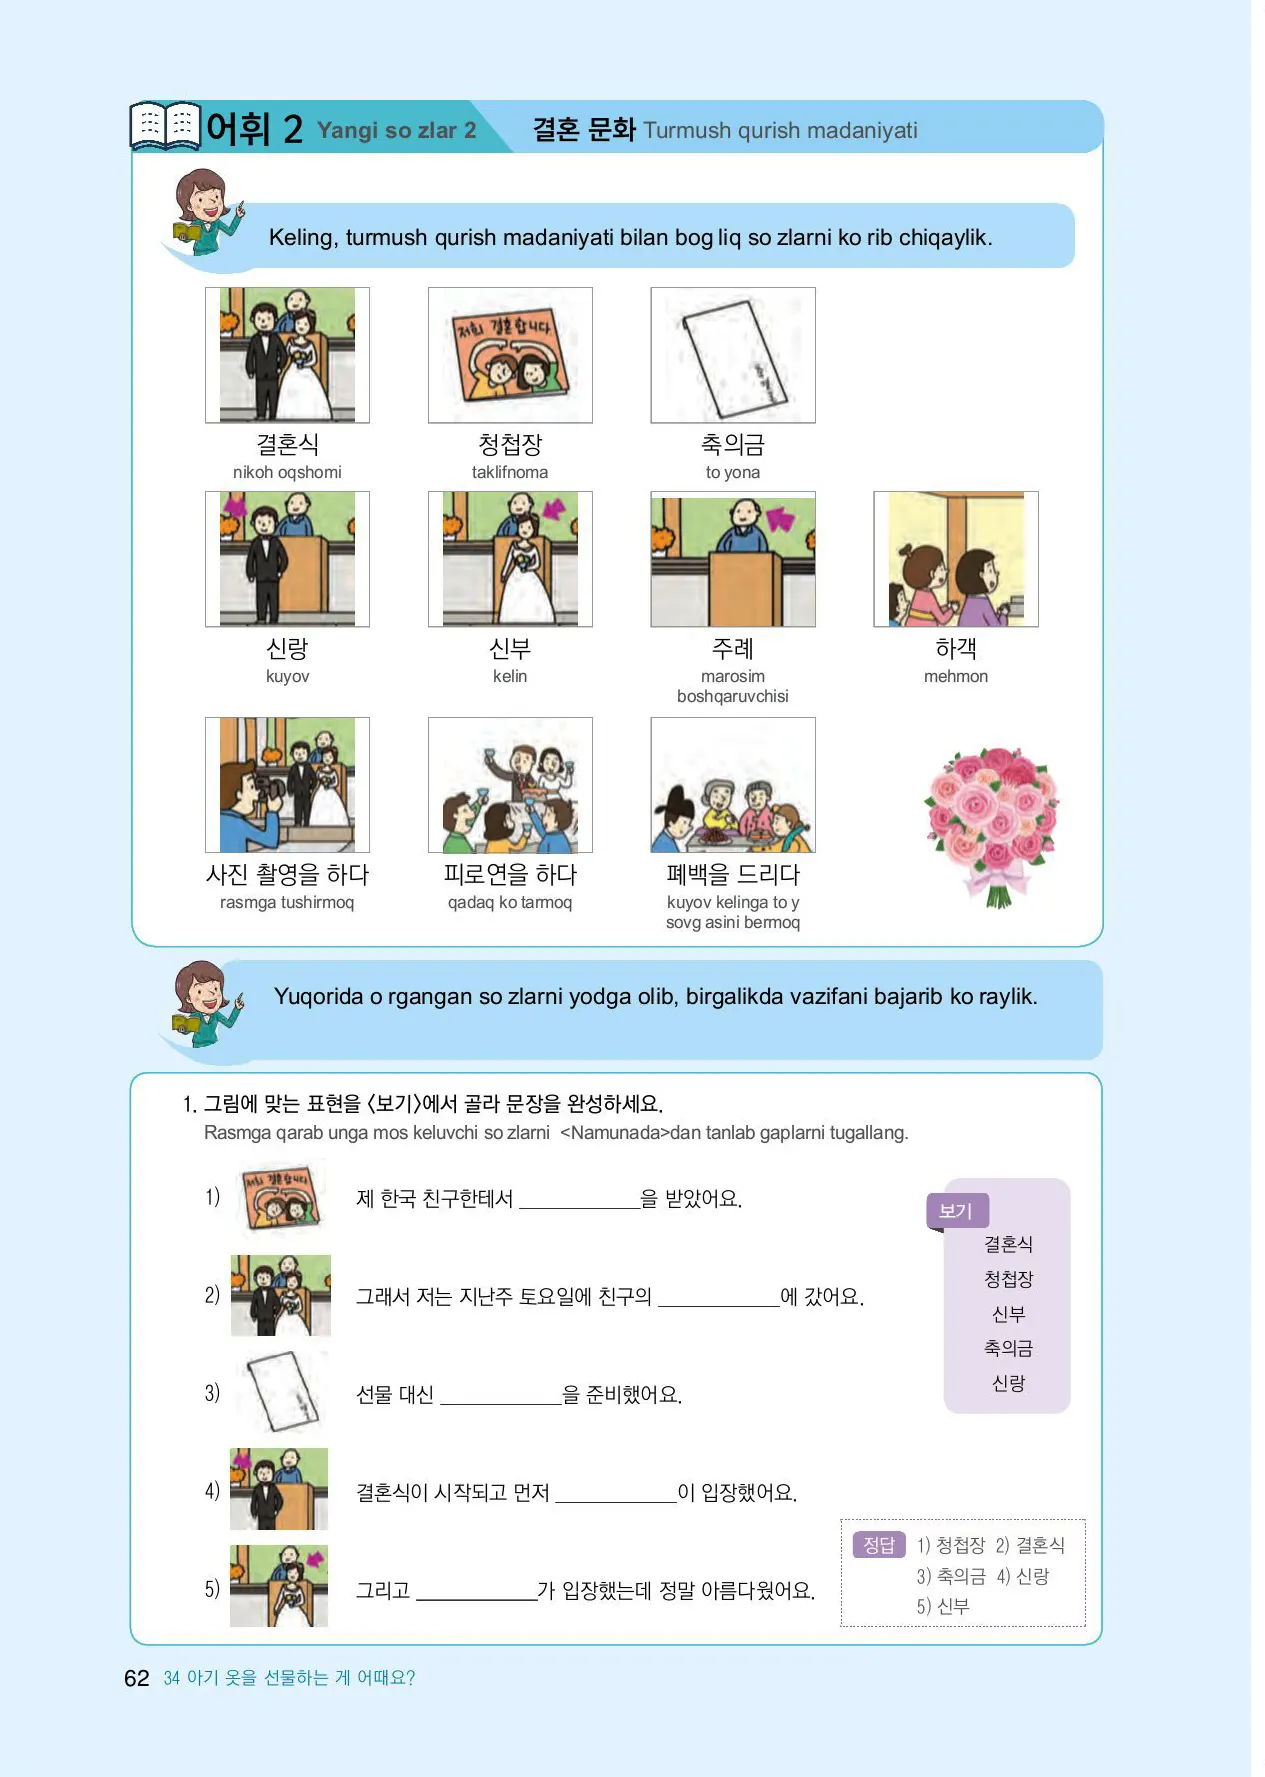 어휘 2 Yangi so zlar 2 결혼 문화 Turmush qurish madaniyati
Keling, turmush qurish madaniyati bilan bog liq so zlarni ko rib chiqaylik.
저희 결혼합니다
결혼식 청첩장 축의금
nikoh oqshomi taklifnoma to yona
신랑 신부 주례 하객
kuyov kelin marosim mehmon
boshqaruvchisi
사진 촬영을 하다 피로연을 하다 폐백을 드리다
rasmga tushirmoq qadaq ko tarmoq kuyov kelinga to y
sovg asini bermoq
Yuqorida o rgangan so zlarni yodga olib, birgalikda vazifani bajarib ko raylik.
1. 그림에 맞는 표현을 〈보기〉에서 골라 문장을 완성하세요.
Rasmga qarab unga mos keluvchi so zlarni <Namunada>dan tanlab gaplarni tugallang.
저희 결혼합니다
1) 제 한국 친구한테서 ____________을 받았어요.
2) 그래서 저는 지난주 토요일에 친구의 ____________에 갔어요.
3) 선물 대신 ____________을 준비했어요.
4) 결혼식이 시작되고 먼저 ____________이 입장했어요.
5) 그리고 ____________가 입장했는데 정말 아름다웠어요.
보기
결혼식
청첩장
신부
축의금
신랑
정답 1) 청첩장 2) 결혼식
3) 축의금 4) 신랑
5) 신부
62 34 아기 옷을 선물하는 게 어때요?